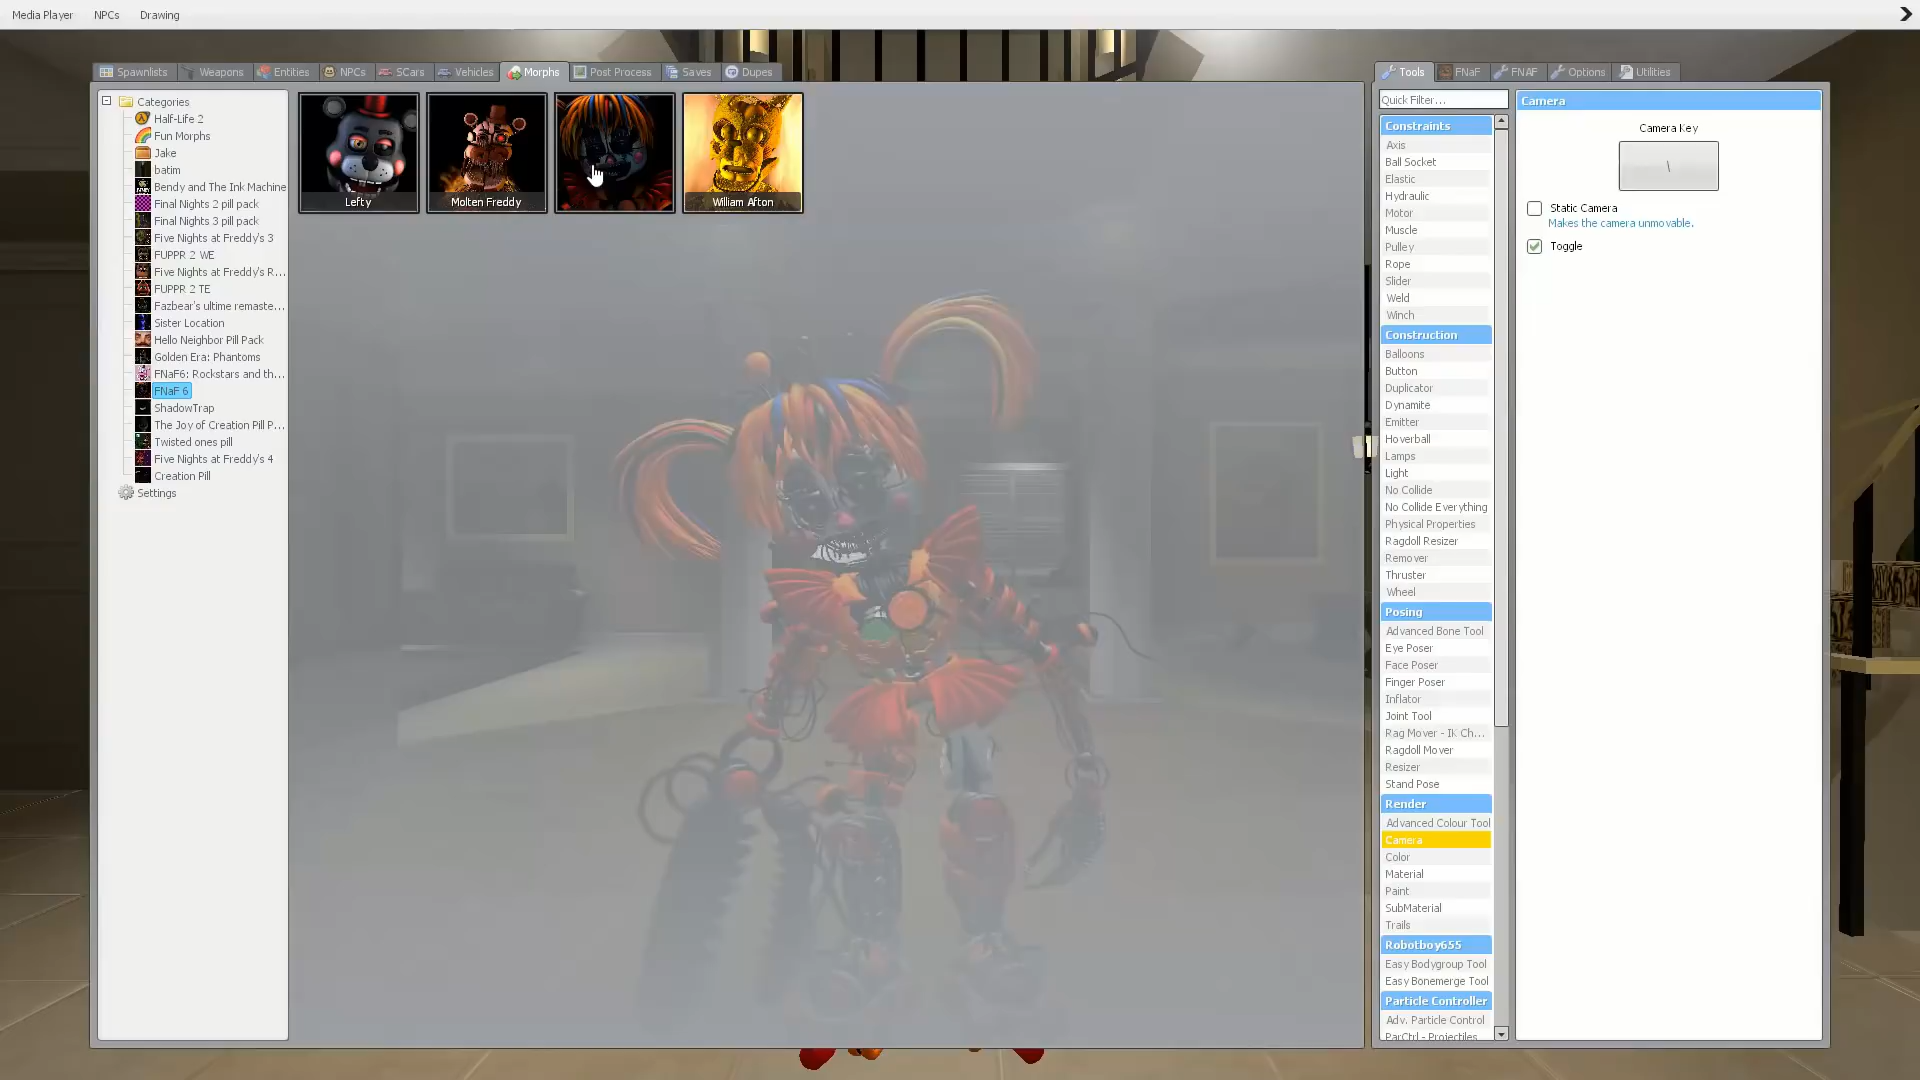 Media Player NPCs Drawing
Spawnlists Weapons Entities NPCs SCars Vehicles Morphs Post Process Saves Dupes
Categories
Half-Life 2
Fun Morphs
Jake
batim
Bendy and The Ink Machine
Final Nights 2 pill pack
Final Nights 3 pill pack
Five Nights at Freddy's 3
FUPPR 2 WE
Five Nights at Freddy's R...
FUPPR 2 TE
Fazbear's ultime remaste...
Sister Location
Hello Neighbor Pill Pack
Golden Era: Phantoms
FNaF6: Rockstars and th...
FNaF 6
ShadowTrap
The Joy of Creation Pill P...
Twisted ones pill
Five Nights at Freddy's 4
Creation Pill
Settings
Lefty
Molten Freddy
William Afton
Tools FNaF FNAF Options Utilities
Quick Filter...
Constraints
Axis
Ball Socket
Elastic
Hydraulic
Motor
Muscle
Pulley
Rope
Slider
Weld
Winch
Construction
Balloons
Button
Duplicator
Dynamite
Emitter
Hoverball
Lamps
Light
No Collide
No Collide Everything
Physical Properties
Ragdoll Resizer
Remover
Thruster
Wheel
Posing
Advanced Bone Tool
Eye Poser
Face Poser
Finger Poser
Inflator
Joint Tool
Rag Mover - IK Ch...
Ragdoll Mover
Resizer
Stand Pose
Render
Advanced Colour Tool
Camera
Color
Material
Paint
SubMaterial
Trails
Robotboy655
Easy Bodygroup Tool
Easy Bonemerge Tool
Particle Controller
Adv. Particle Control
ParCtrl - Projectiles
Camera
Camera Key
\
Static Camera
Makes the camera unmovable.
Toggle